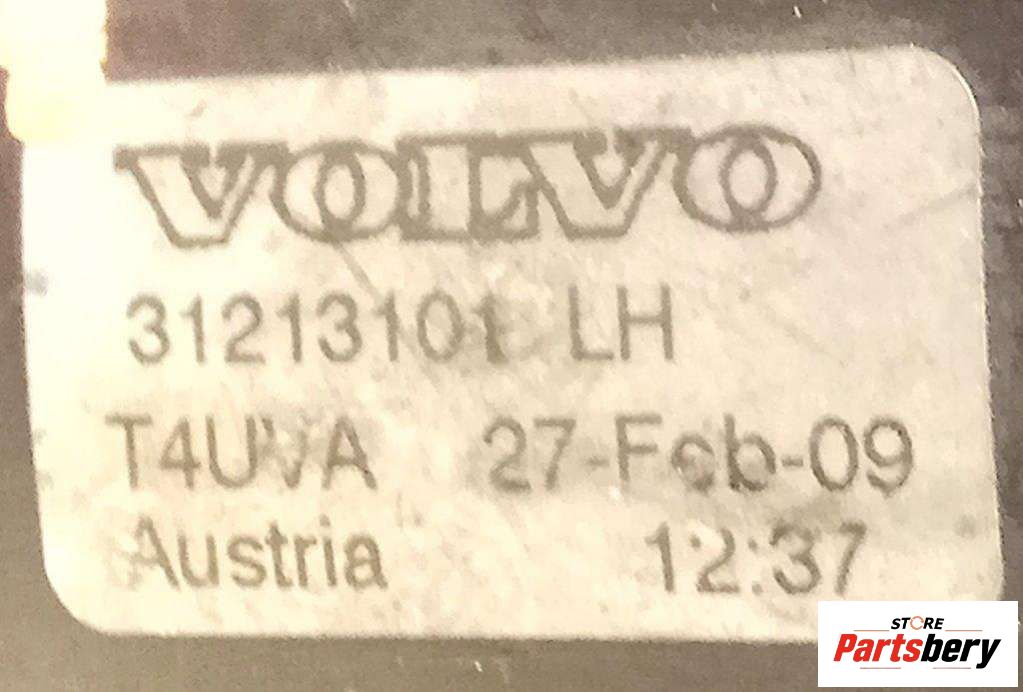 VOLVO
31213101 LH
T4UVA 27-Feb-09
Austria 12:37
STORE
Partsbery